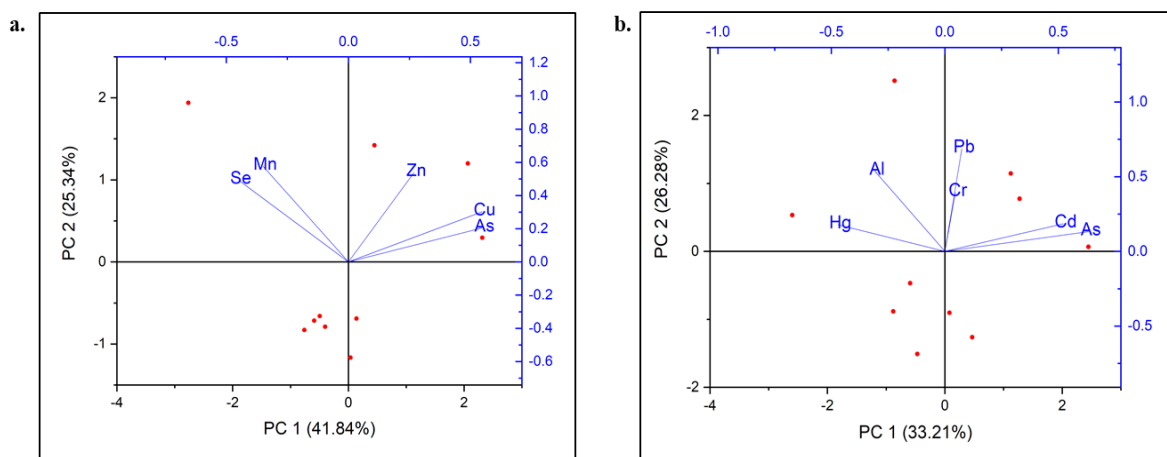 a.
-0.5 0.0 0.5
2
1
0
-1
PC 2 (25.34%)
Se
Mn
Zn
Cu
As
1.2
1.0
0.8
0.6
0.4
0.2
0.0
-0.2
-0.4
-0.6
-4 -2 0 2
PC 1 (41.84%)
b.
-1.0 -0.5 0.0 0.5
2
0
-2
PC 2 (26.28%)
Pb
Al
Cr
Hg
Cd
As
1.0
0.5
0.0
-0.5
-4 -2 0 2
PC 1 (33.21%)